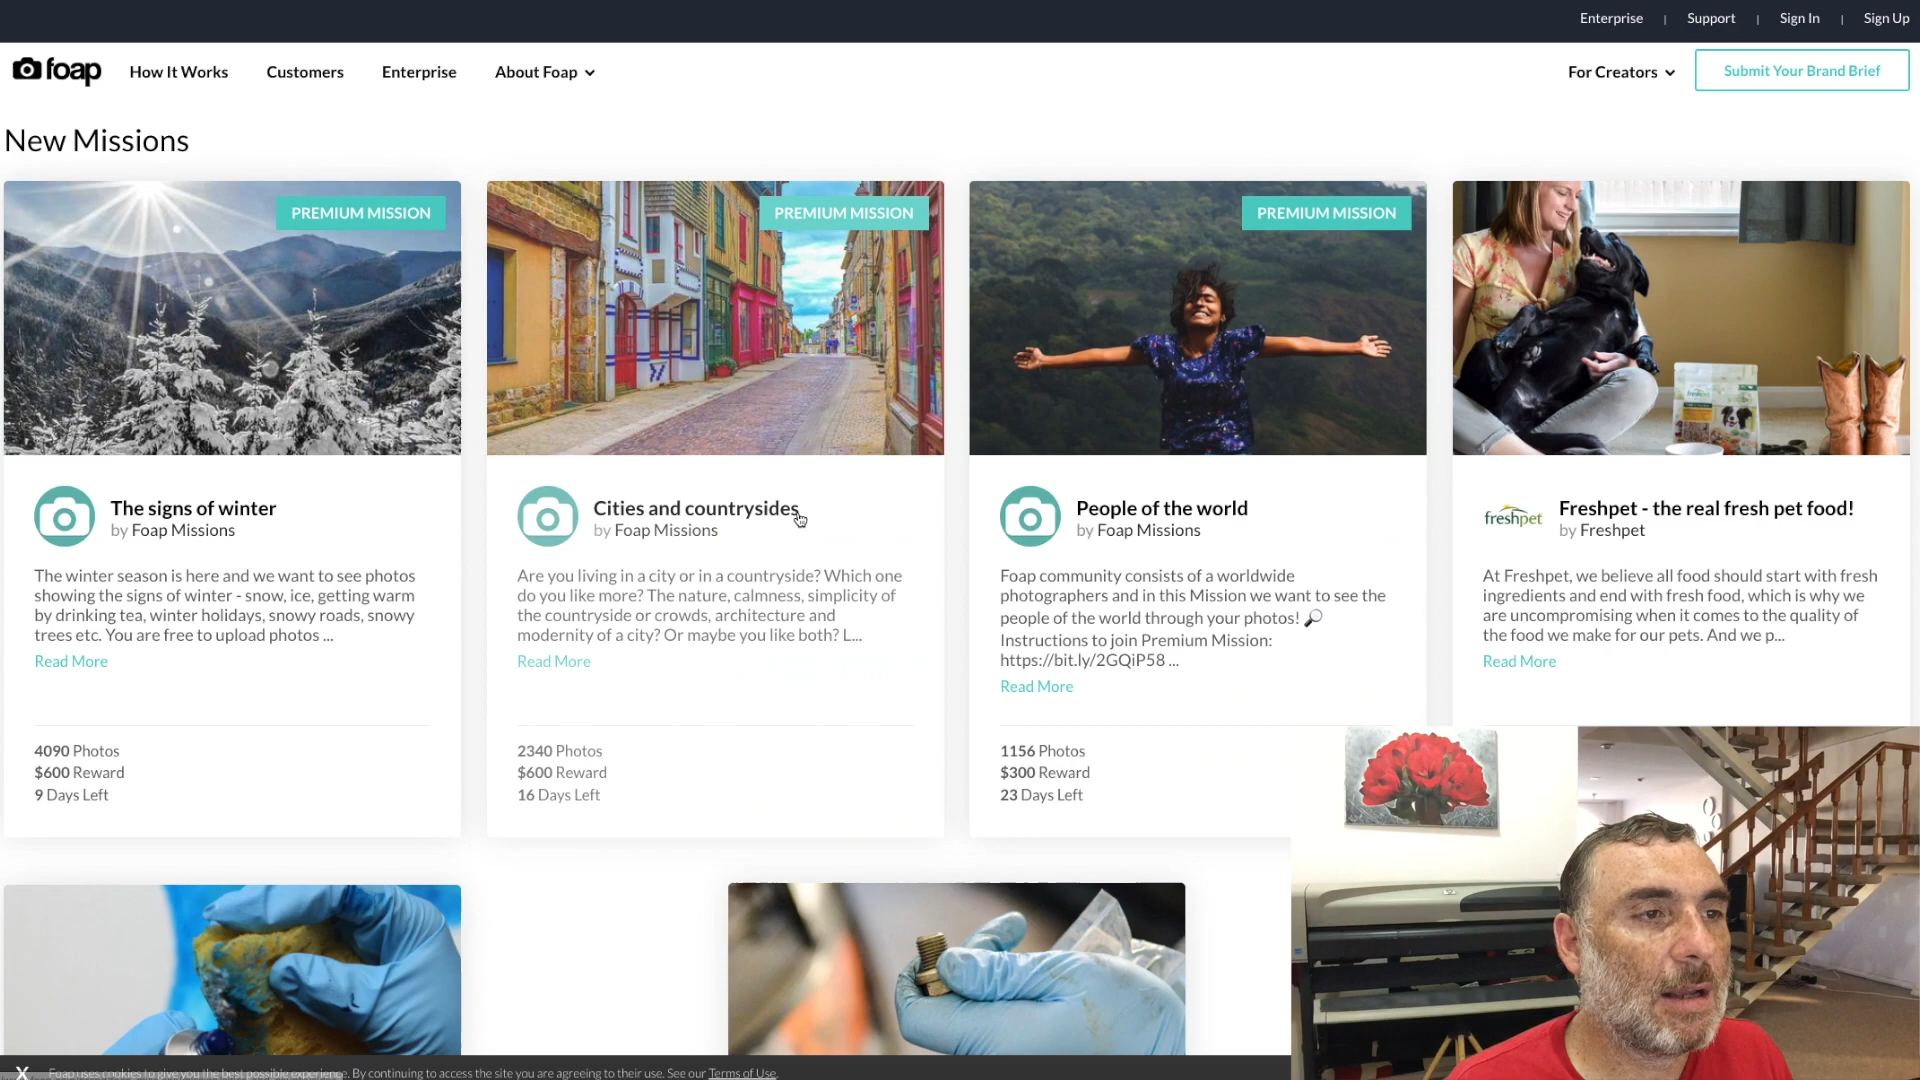 Enterprise | Support | Sign In | Sign Up
foap How It Works Customers Enterprise About Foap For Creators Submit Your Brand Brief
New Missions
PREMIUM MISSION
PREMIUM MISSION
PREMIUM MISSION
The signs of winter
by Foap Missions
The winter season is here and we want to see photos
showing the signs of winter - snow, ice, getting warm
by drinking tea, winter holidays, snowy roads, snowy
trees etc. You are free to upload photos ...
Read More
4090 Photos
$600 Reward
9 Days Left
Cities and countrysides
by Foap Missions
Are you living in a city or in a countryside? Which one
do you like more? The nature, calmness, simplicity of
the countryside or crowds, architecture and
modernity of a city? Or maybe you like both? L...
Read More
2340 Photos
$600 Reward
16 Days Left
People of the world
by Foap Missions
Foap community consists of a worldwide
photographers and in this Mission we want to see the
people of the world through your photos! 🔎
Instructions to join Premium Mission:
https://bit.ly/2GQiP58 ...
Read More
1156 Photos
$300 Reward
23 Days Left
freshpet
Freshpet - the real fresh pet food!
by Freshpet
At Freshpet, we believe all food should start with fresh
ingredients and end with fresh food, which is why we
are uncompromising when it comes to the quality of
the food we make for our pets. And we p...
Read More
X Foap uses cookies to give you the best possible experience. By continuing to access the site you are agreeing to their use. See our Terms of Use.